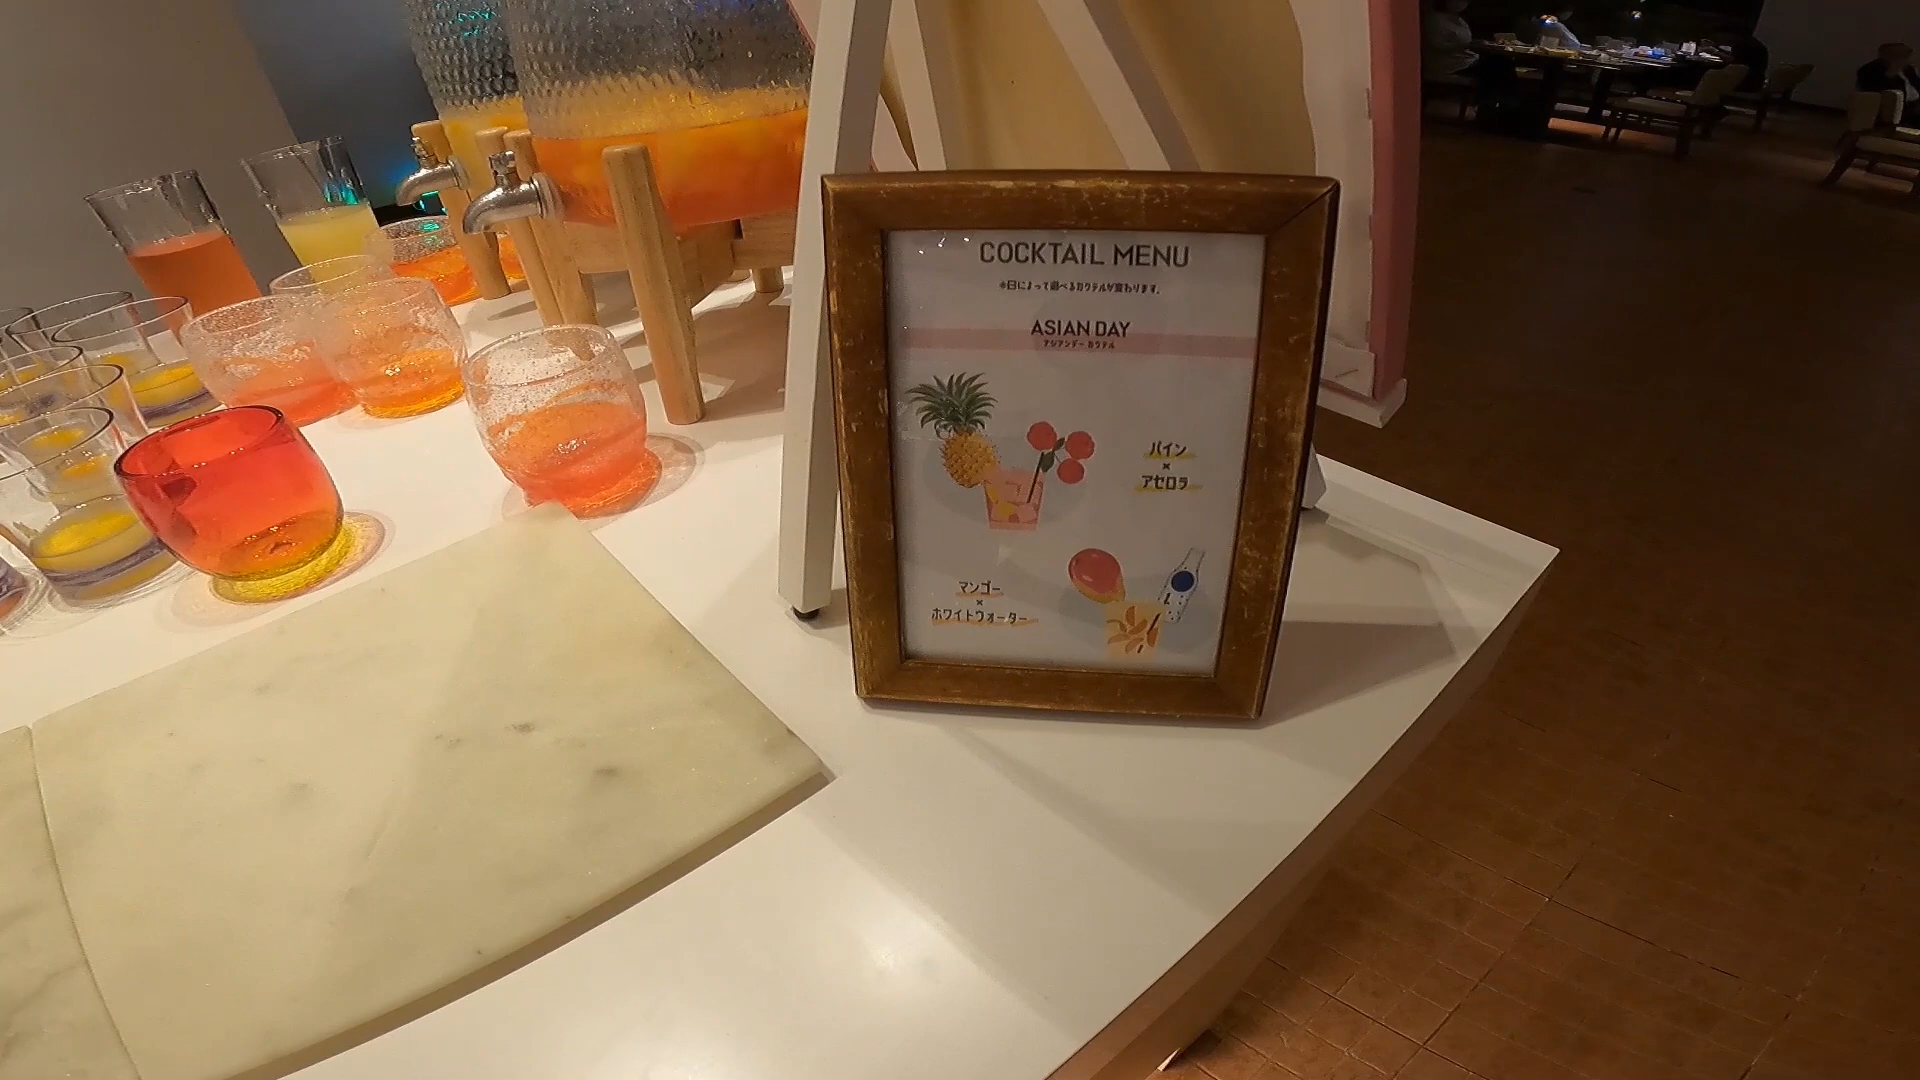 COCKTAIL MENU
※日によって選べるカクテルが変わります。
ASIAN DAY
アジアンデー カクテル
パイン
×
アセロラ
マンゴー
×
ホワイトウォーター